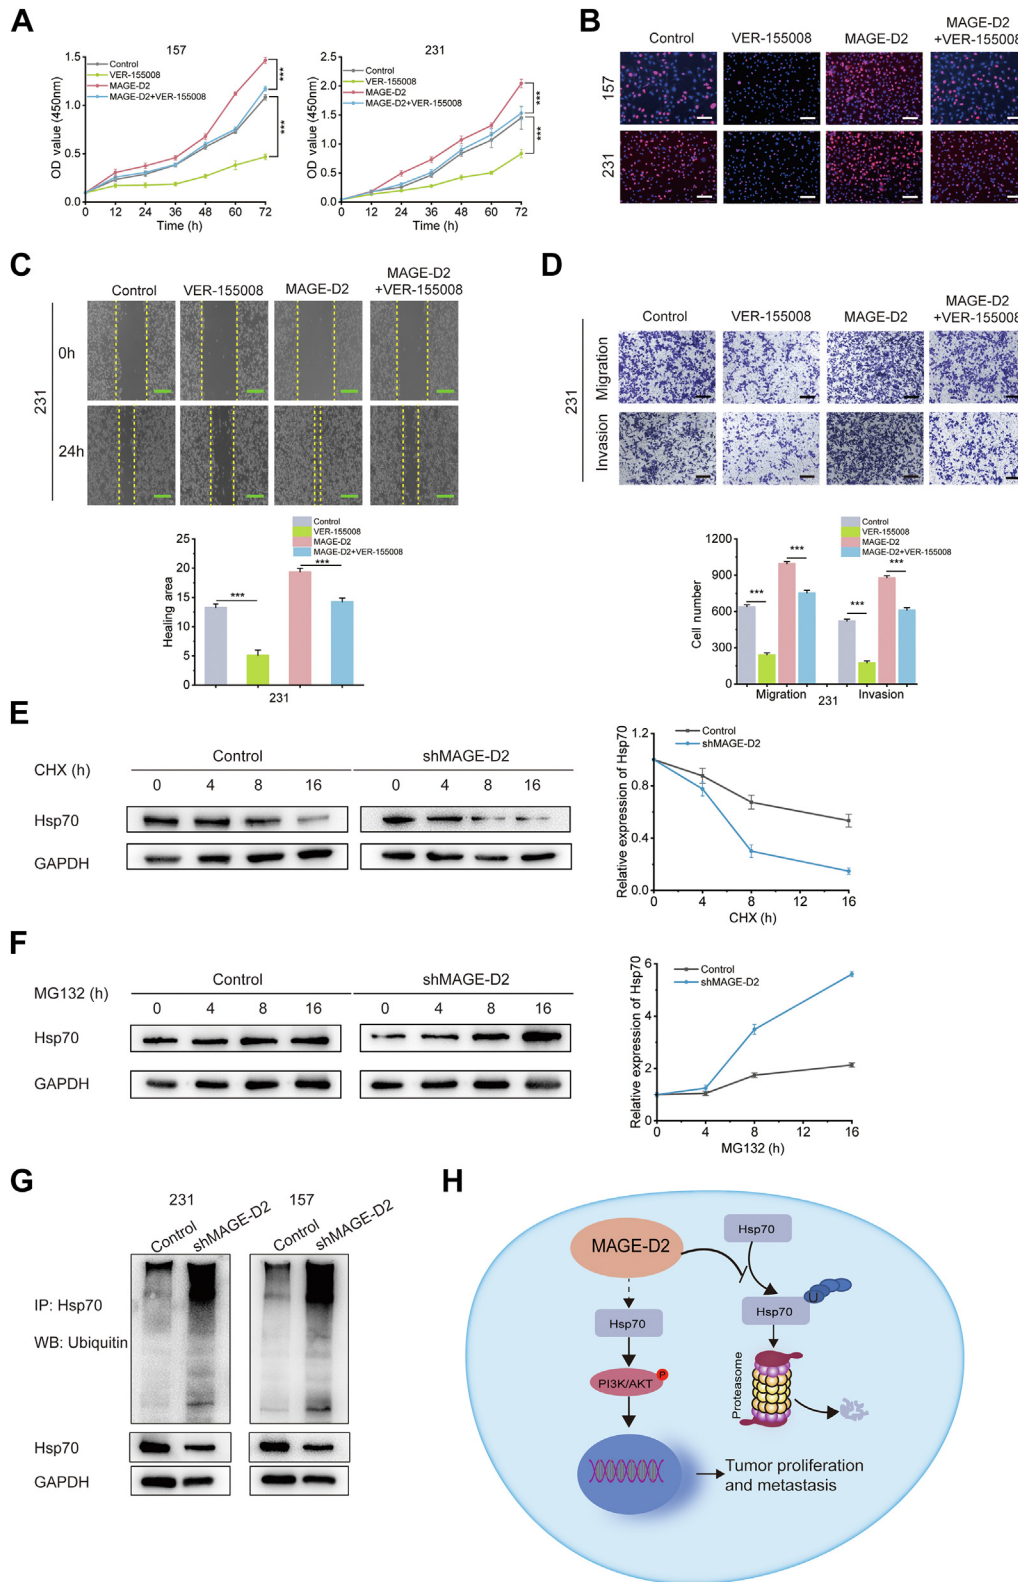 A
157
OD value (450nm)
1.5
1.0
0.5
0.0
Control
VER-155008
MAGE-D2
MAGE-D2+VER-155008
***
***
0 12 24 36 48 60 72
Time (h)
231
OD value (450nm)
2.5
2.0
1.5
1.0
0.5
0.0
Control
VER-155008
MAGE-D2
MAGE-D2+VER-155008
***
***
0 12 24 36 48 60 72
Time (h)
B
Control VER-155008 MAGE-D2 MAGE-D2
+VER-155008
157
231
C
Control VER-155008 MAGE-D2 MAGE-D2
+VER-155008
231
0h
24h
Healing area
25
20
15
10
5
0
Control
VER-155008
MAGE-D2
MAGE-D2+VER-155008
*** ***
231
D
Control VER-155008 MAGE-D2 MAGE-D2
+VER-155008
231
Migration
Invasion
Cell number
1200
900
600
300
0
Control
VER-155008
MAGE-D2
MAGE-D2+VER-155008
*** *** *** ***
Migration 231 Invasion
E
Control shMAGE-D2
CHX (h) 0 4 8 16 0 4 8 16
Hsp70
GAPDH
Relative expression of Hsp70
1.2
0.8
0.4
0.0
Control
shMAGE-D2
0 4 8 12 16
CHX (h)
F
Control shMAGE-D2
MG132 (h) 0 4 8 16 0 4 8 16
Hsp70
GAPDH
Relative expression of Hsp70
6
4
2
0
Control
shMAGE-D2
0 4 8 12 16
MG132 (h)
G
231 157
Control shMAGE-D2 Control shMAGE-D2
IP: Hsp70
WB: Ubiquitin
Hsp70
GAPDH
H
MAGE-D2
Hsp70
Hsp70
U
Hsp70
PI3K/AKT
P
Proteasome
Tumor proliferation
and metastasis